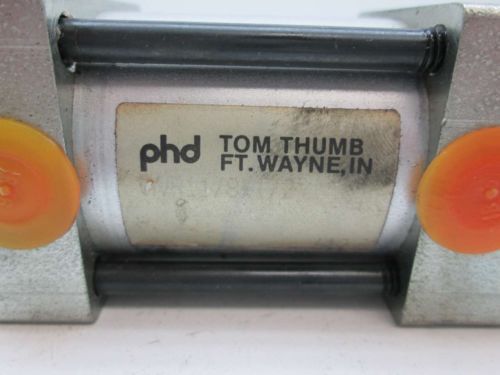 phd TOM THUMB
FT. WAYNE, IN